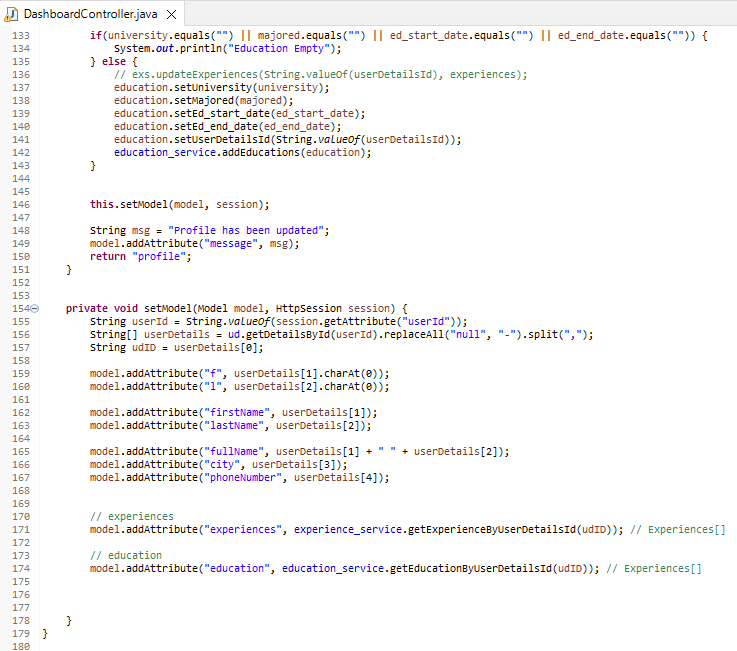 DashboardController.java
133 if(university.equals("") || majored.equals("") || ed_start_date.equals("") || ed_end_date.equals("")) {
134 System.out.println("Education Empty");
135 } else {
136 // exs.updateExperiences(String.valueOf(userDetailsId), experiences);
137 education.setUniversity(university);
138 education.setMajored(majored);
139 education.setEd_start_date(ed_start_date);
140 education.setEd_end_date(ed_end_date);
141 education.setUserDetailsId(String.valueOf(userDetailsId));
142 education_service.addEducations(education);
143 }
144
145
146 this.setModel(model, session);
147
148 String msg = "Profile has been updated";
149 model.addAttribute("message", msg);
150 return "profile";
151 }
152
153
154 private void setModel(Model model, HttpSession session) {
155 String userId = String.valueOf(session.getAttribute("userId"));
156 String[] userDetails = ud.getDetailsById(userId).replaceAll("null", "-").split(",");
157 String udID = userDetails[0];
158
159 model.addAttribute("f", userDetails[1].charAt(0));
160 model.addAttribute("l", userDetails[2].charAt(0));
161
162 model.addAttribute("firstName", userDetails[1]);
163 model.addAttribute("lastName", userDetails[2]);
164
165 model.addAttribute("fullName", userDetails[1] + " " + userDetails[2]);
166 model.addAttribute("city", userDetails[3]);
167 model.addAttribute("phoneNumber", userDetails[4]);
168
169
170 // experiences
171 model.addAttribute("experiences", experience_service.getExperienceByUserDetailsId(udID)); // Experiences[]
172
173 // education
174 model.addAttribute("education", education_service.getEducationByUserDetailsId(udID)); // Experiences[]
175
176
177
178 }
179 }
180